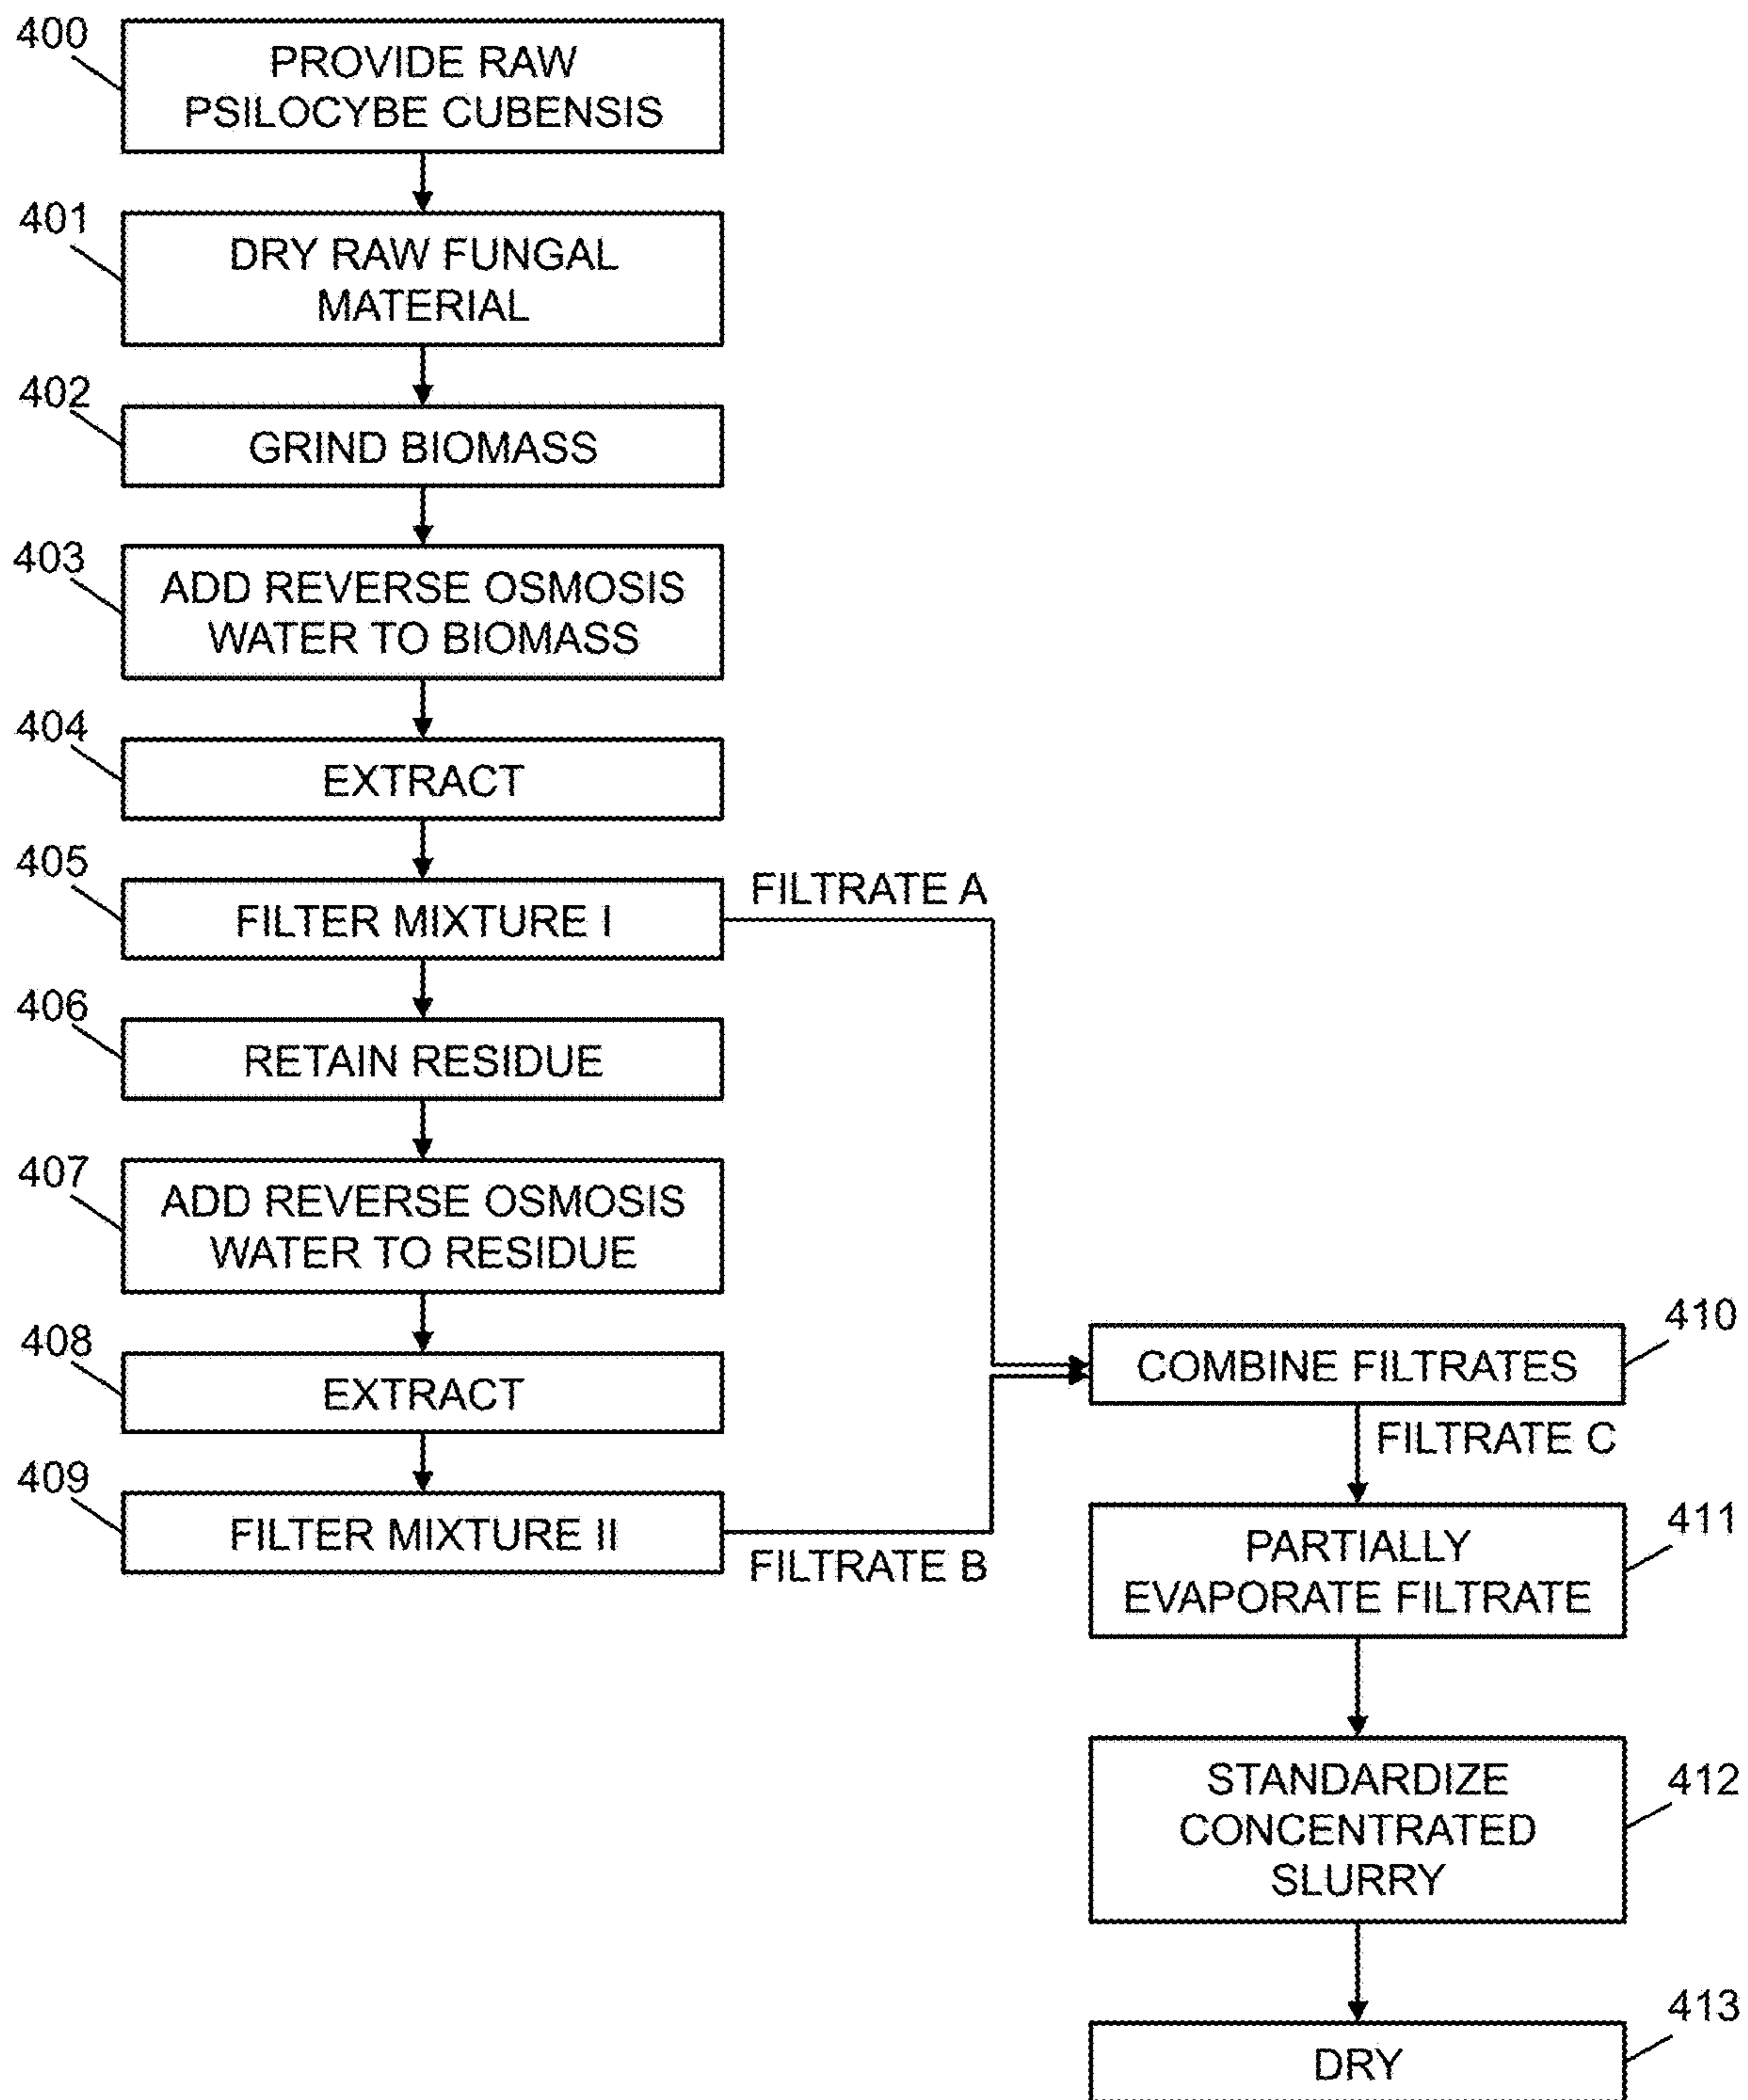 400
PROVIDE RAW
PSILOCYBE CUBENSIS
401
DRY RAW FUNGAL
MATERIAL
402
GRIND BIOMASS
403
ADD REVERSE OSMOSIS
WATER TO BIOMASS
404
EXTRACT
405
FILTER MIXTURE I
FILTRATE A
406
RETAIN RESIDUE
407
ADD REVERSE OSMOSIS
WATER TO RESIDUE
408
EXTRACT
409
FILTER MIXTURE II
FILTRATE B
410
COMBINE FILTRATES
FILTRATE C
411
PARTIALLY
EVAPORATE FILTRATE
412
STANDARDIZE
CONCENTRATED
SLURRY
413
DRY